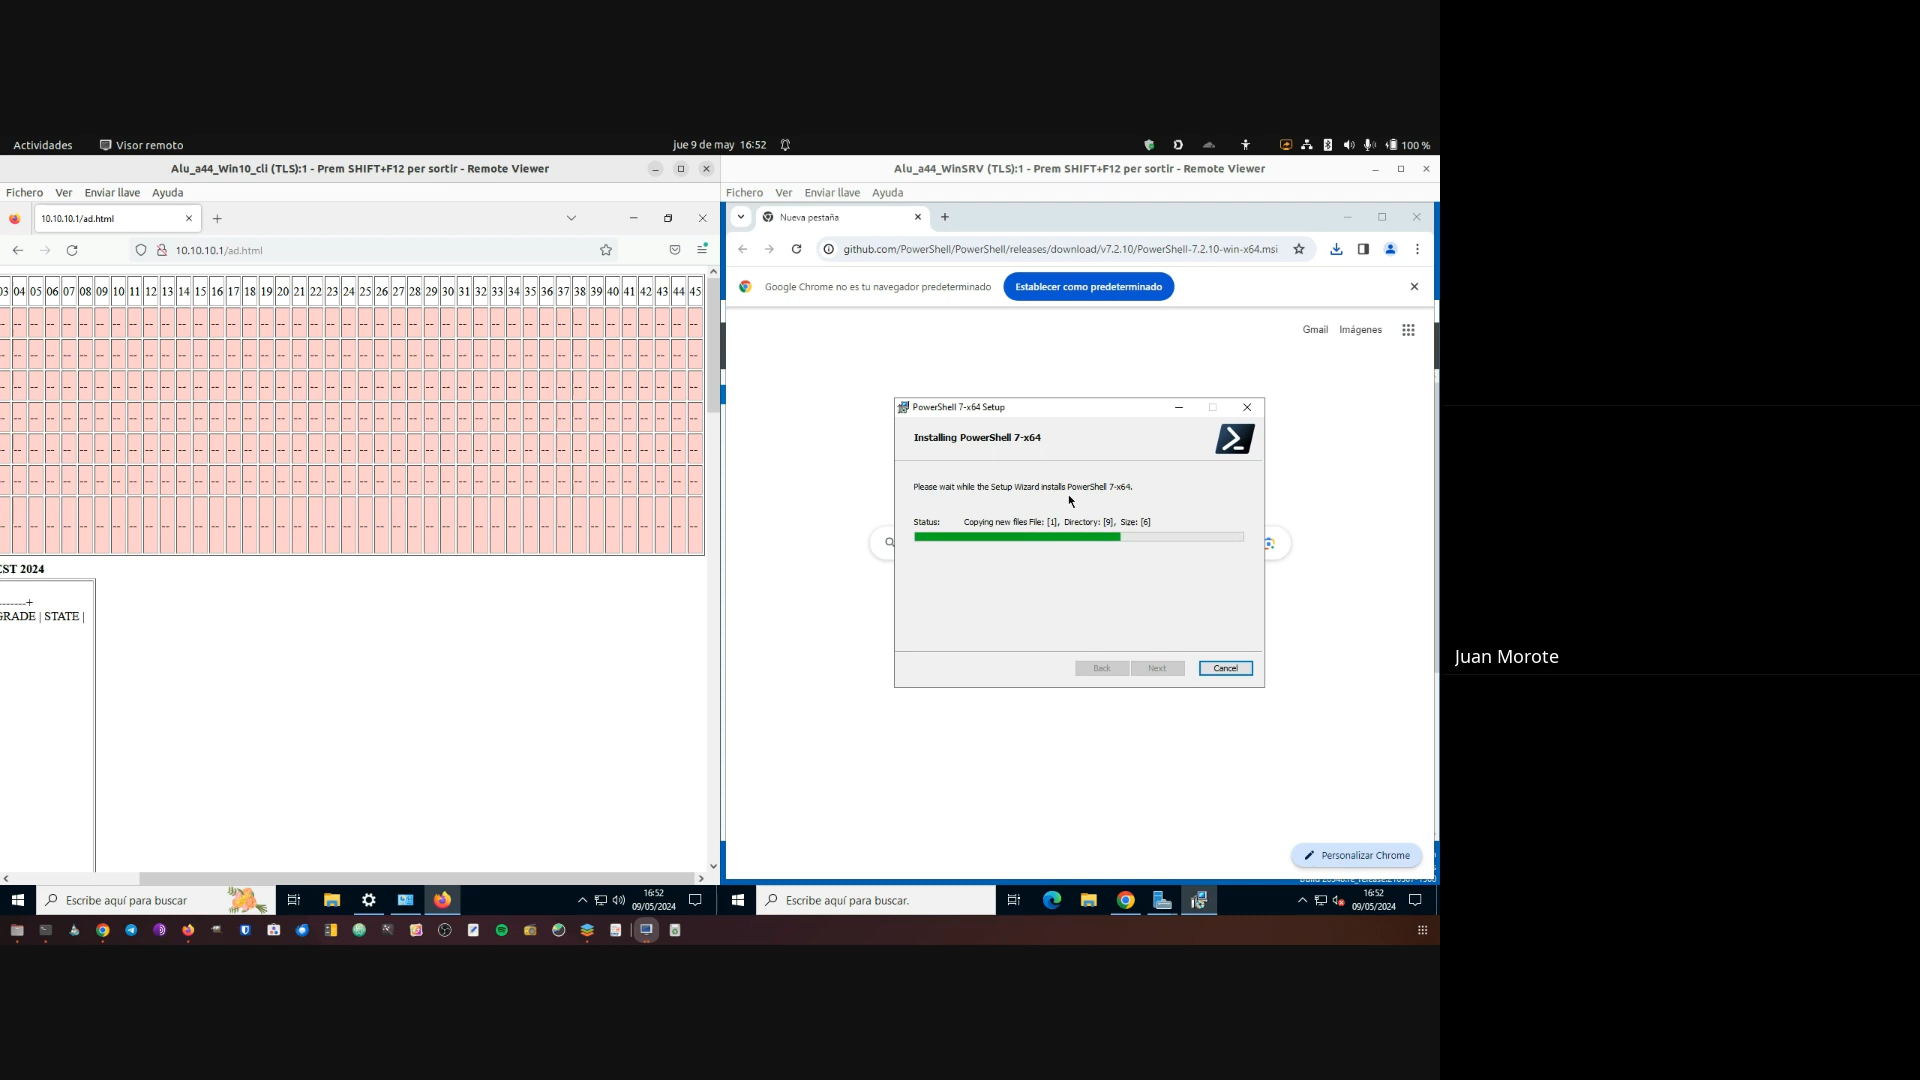 Actividades Visor remoto jue 9 de may 16:52 100 %
Alu_a44_Win10_cli (TLS):1 - Prem SHIFT+F12 per sortir - Remote Viewer
Fichero Ver Enviar llave Ayuda
10.10.10.1/ad.html
10.10.10.1/ad.html
03 04 05 06 07 08 09 10 11 12 13 14 15 16 17 18 19 20 21 22 23 24 25 26 27 28 29 30 31 32 33 34 35 36 37 38 39 40 41 42 43 44 45
-- -- -- -- -- -- -- -- -- -- -- -- -- -- -- -- -- -- -- -- -- -- -- -- -- -- -- -- -- -- -- -- -- -- -- -- -- -- -- -- -- -- --
-- -- -- -- -- -- -- -- -- -- -- -- -- -- -- -- -- -- -- -- -- -- -- -- -- -- -- -- -- -- -- -- -- -- -- -- -- -- -- -- -- -- --
-- -- -- -- -- -- -- -- -- -- -- -- -- -- -- -- -- -- -- -- -- -- -- -- -- -- -- -- -- -- -- -- -- -- -- -- -- -- -- -- -- -- --
-- -- -- -- -- -- -- -- -- -- -- -- -- -- -- -- -- -- -- -- -- -- -- -- -- -- -- -- -- -- -- -- -- -- -- -- -- -- -- -- -- -- --
-- -- -- -- -- -- -- -- -- -- -- -- -- -- -- -- -- -- -- -- -- -- -- -- -- -- -- -- -- -- -- -- -- -- -- -- -- -- -- -- -- -- --
-- -- -- -- -- -- -- -- -- -- -- -- -- -- -- -- -- -- -- -- -- -- -- -- -- -- -- -- -- -- -- -- -- -- -- -- -- -- -- -- -- -- --
-- -- -- -- -- -- -- -- -- -- -- -- -- -- -- -- -- -- -- -- -- -- -- -- -- -- -- -- -- -- -- -- -- -- -- -- -- -- -- -- -- -- --
EST 2024
-------+
GRADE | STATE |
Escribe aquí para buscar
16:52
09/05/2024
Alu_a44_WinSRV (TLS):1 - Prem SHIFT+F12 per sortir - Remote Viewer
Fichero Ver Enviar llave Ayuda
Nueva pestaña
github.com/PowerShell/PowerShell/releases/download/v7.2.10/PowerShell-7.2.10-win-x64.msi
Google Chrome no es tu navegador predeterminado Establecer como predeterminado
Gmail Imágenes
PowerShell 7-x64 Setup
Installing PowerShell 7-x64
Please wait while the Setup Wizard installs PowerShell 7-x64.
Status: Copying new files File: [1], Directory: [9], Size: [6]
Back Next Cancel
Personalizar Chrome
Escribe aquí para buscar.
16:52
09/05/2024
Juan Morote